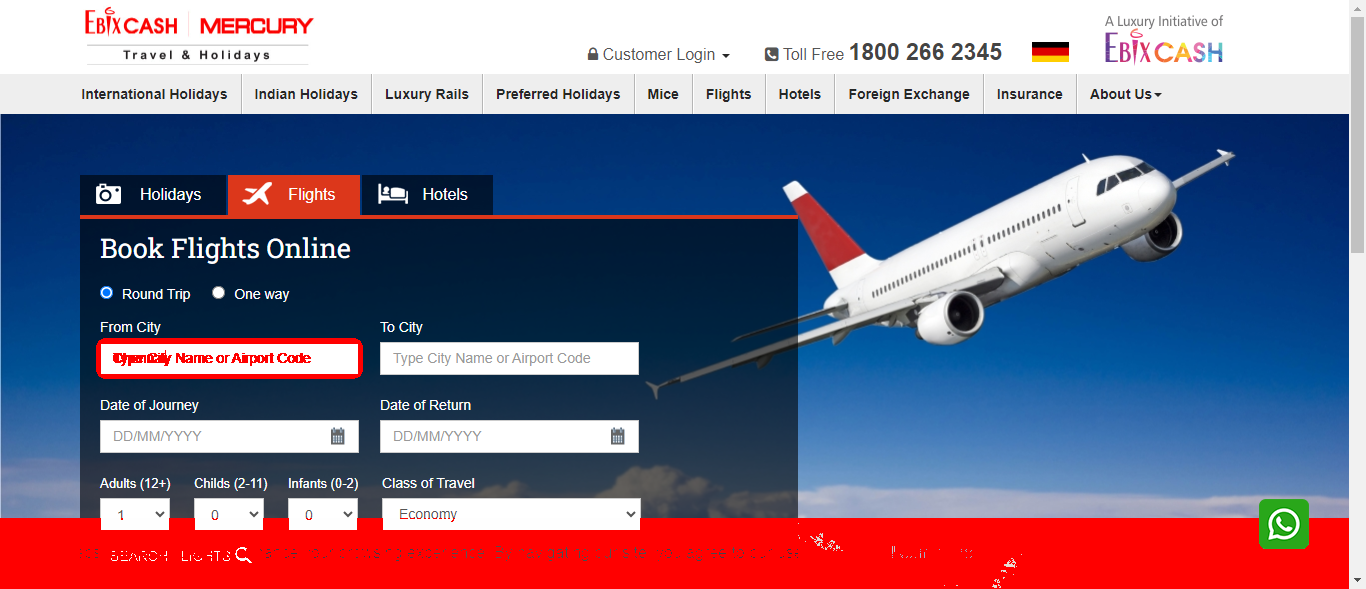 EBIXCASH MERCURY
Travel & Holidays
Customer Login
Toll Free 1800 266 2345
A Luxury Initiative of
EBIXCASH
International Holidays
Indian Holidays
Luxury Rails
Preferred Holidays
Mice
Flights
Hotels
Foreign Exchange
Insurance
About Us
Holidays
Flights
Hotels
Book Flights Online
Round Trip
One way
From City
To City
City Name or Airport Code
Type City Name or Airport Code
Date of Journey
Date of Return
DD/MM/YYYY
DD/MM/YYYY
Adults (12+)
Childs (2-11)
Infants (0-2)
Class of Travel
1
0
0
Economy
SEARCH FLIGHTS